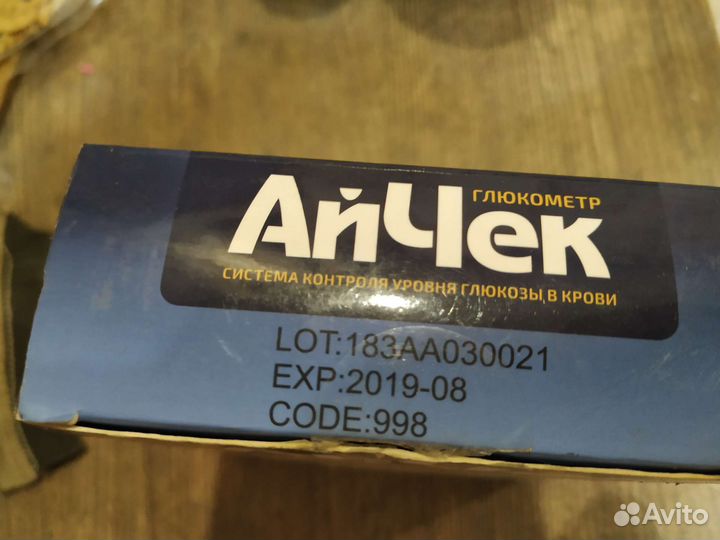 ГЛЮКОМЕТР
АйЧек
СИСТЕМА КОНТРОЛЯ УРОВНЯ ГЛЮКОЗЫ В КРОВИ
LOT:183AA030021
EXP:2019-08
CODE:998
Avito